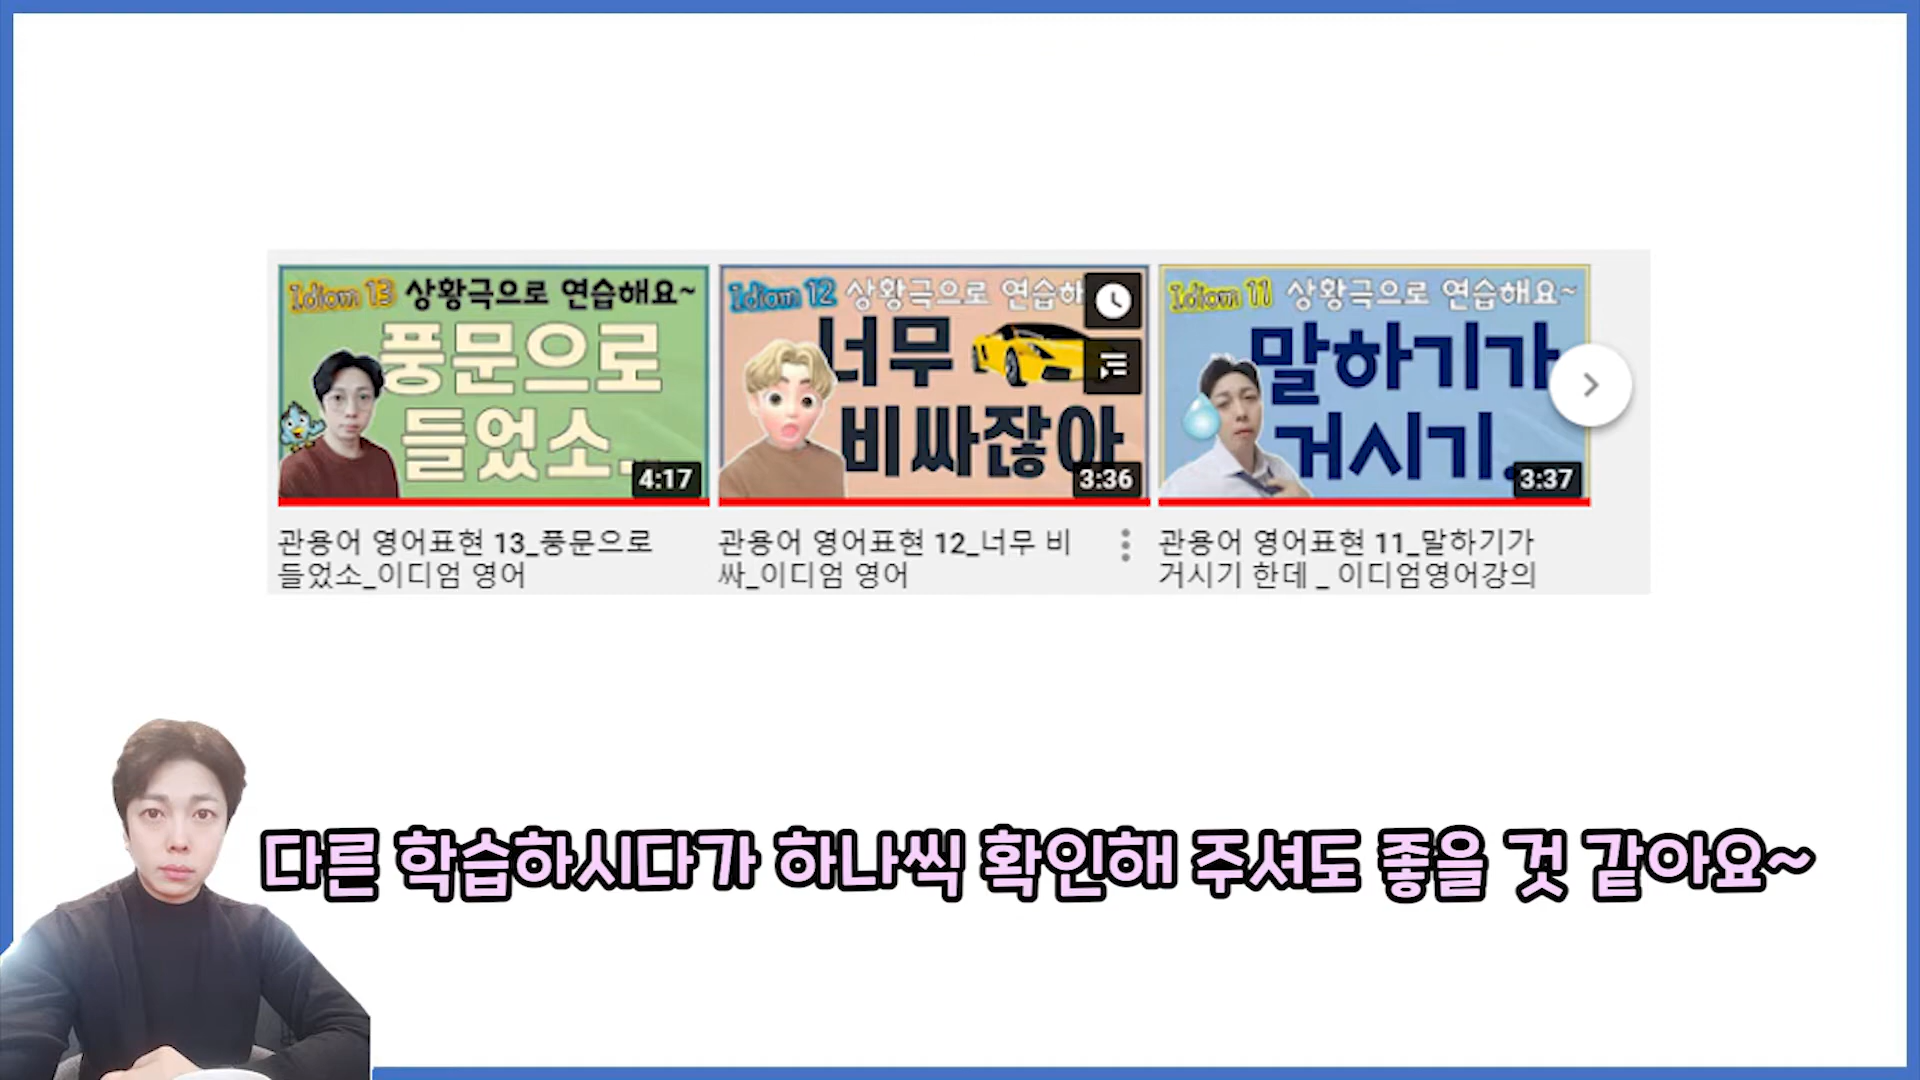 Idiom 13 상황극으로 연습해요~
풍문으로
들었소..
4:17
Idiom 12 상황극으로 연습해
너무
비싸잖아
3:36
Idiom 11 상황극으로 연습해요~
말하기가
거시기.
3:37
관용어 영어표현 13_풍문으로
들었소_이디엄 영어
관용어 영어표현 12_너무 비
싸_이디엄 영어
관용어 영어표현 11_말하기가
거시기 한데 _ 이디엄영어강의
다른 학습하시다가 하나씩 확인해 주셔도 좋을 것 같아요~